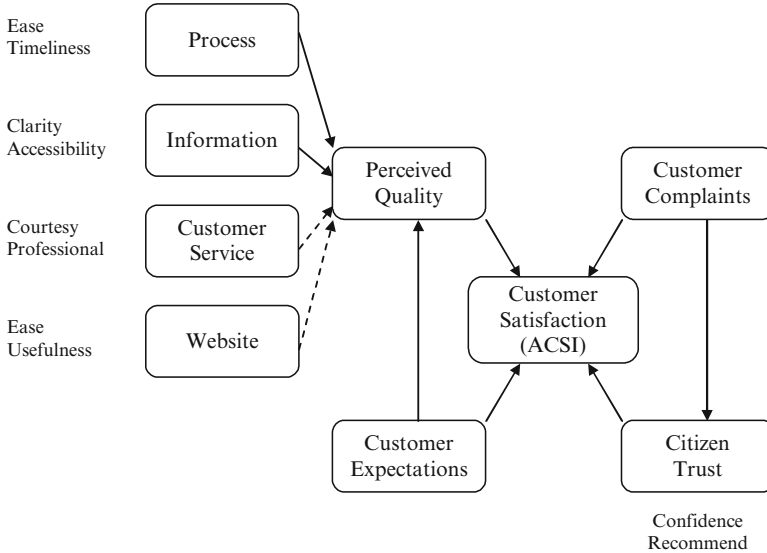 Ease
Timeliness
Process
Clarity
Accessibility
Information
Courtesy
Professional
Customer
Service
Ease
Usefulness
Website
Perceived
Quality
Customer
Complaints
Customer
Satisfaction
(ACSI)
Customer
Expectations
Citizen
Trust
Confidence
Recommend